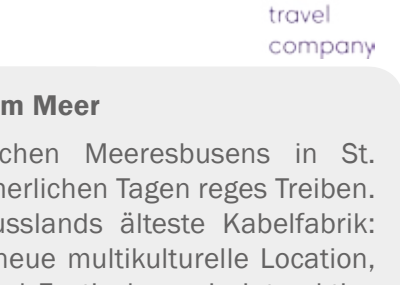 travel
company
m Meer
chen Meeresbusens in St.
nerlichen Tagen reges Treiben.
usslands älteste Kabelfabrik:
neue multikulturelle Location,